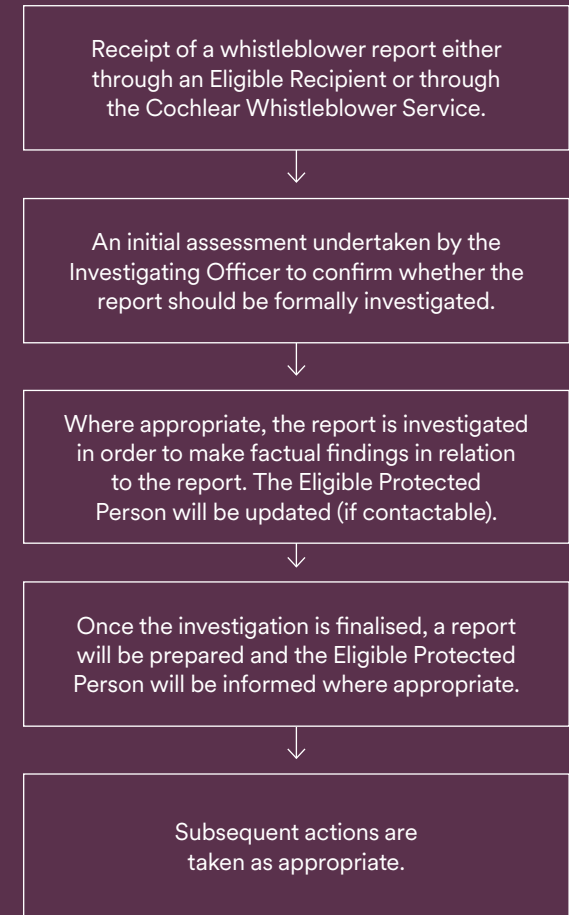 Receipt of a whistleblower report either
through an Eligible Recipient or through
the Cochlear Whistleblower Service.
An initial assessment undertaken by the
Investigating Officer to confirm whether the
report should be formally investigated.
Where appropriate, the report is investigated
in order to make factual findings in relation
to the report. The Eligible Protected
Person will be updated (if contactable).
Once the investigation is finalised, a report
will be prepared and the Eligible Protected
Person will be informed where appropriate.
Subsequent actions are
taken as appropriate.